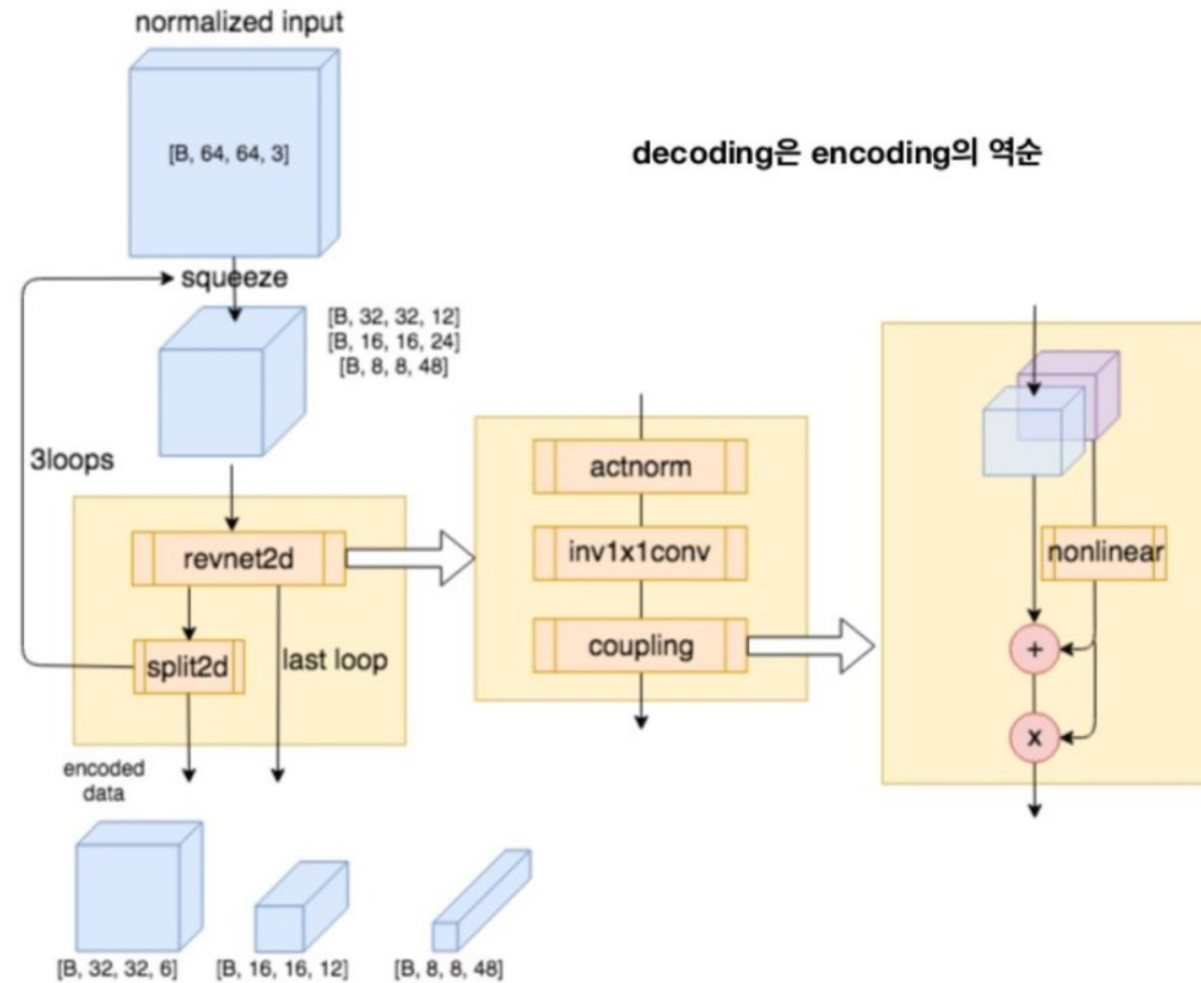 normalized input
[B, 64, 64, 3]
decoding은 encoding의 역순
squeeze
[B, 32, 32, 12]
[B, 16, 16, 24]
[B, 8, 8, 48]
3loops
revnet2d
split2d
last loop
encoded
data
actnorm
inv1x1conv
coupling
nonlinear
+
x
[B, 32, 32, 6]
[B, 16, 16, 12]
[B, 8, 8, 48]